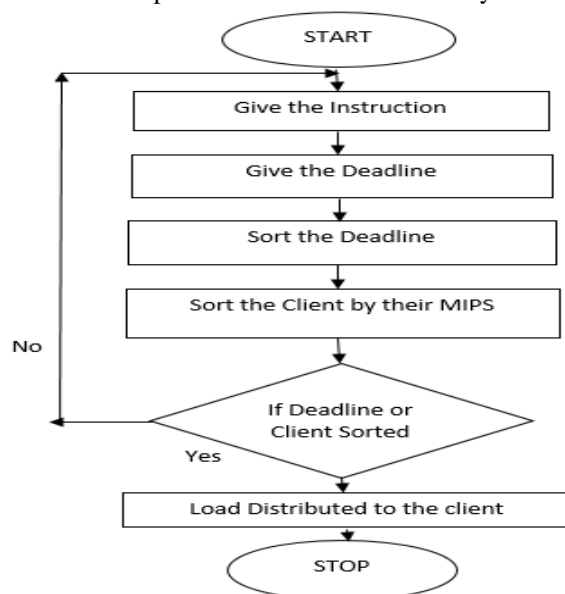 START
Give the Instruction
Give the Deadline
Sort the Deadline
Sort the Client by their MIPS
No
If Deadline or
Client Sorted
Yes
Load Distributed to the client
STOP